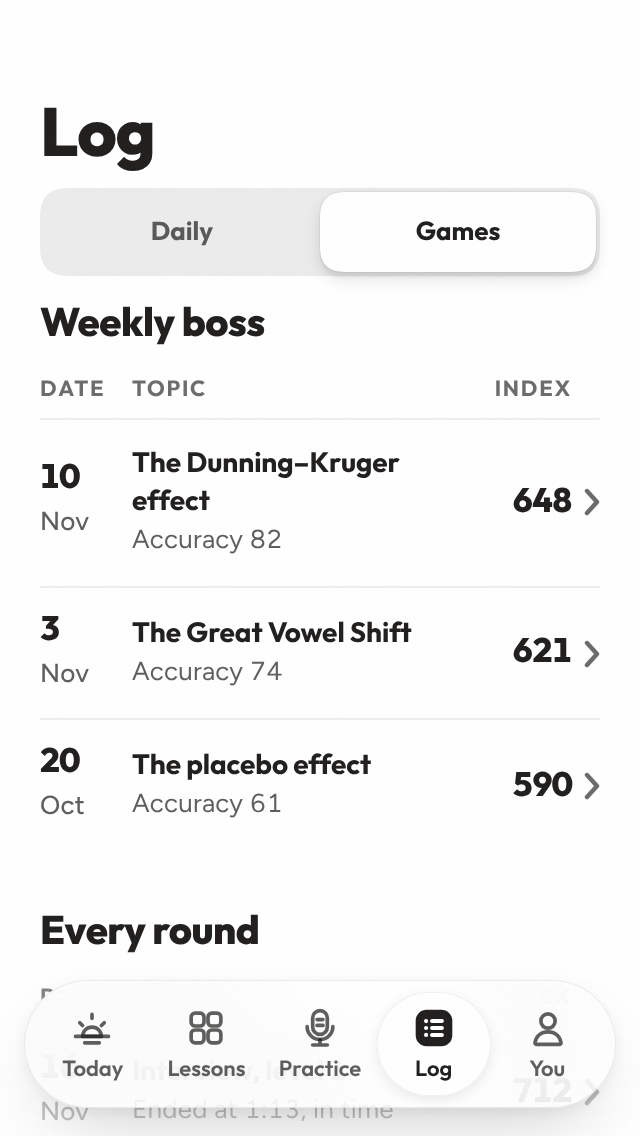 Log
Daily
Games
Weekly boss
DATE TOPIC INDEX
10
Nov
The Dunning–Kruger
effect
Accuracy 82
648
3
Nov
The Great Vowel Shift
Accuracy 74
621
20
Oct
The placebo effect
Accuracy 61
590
Every round
712
Nov
Ended at 1:13, in time
Today
Lessons
Practice
Log
You